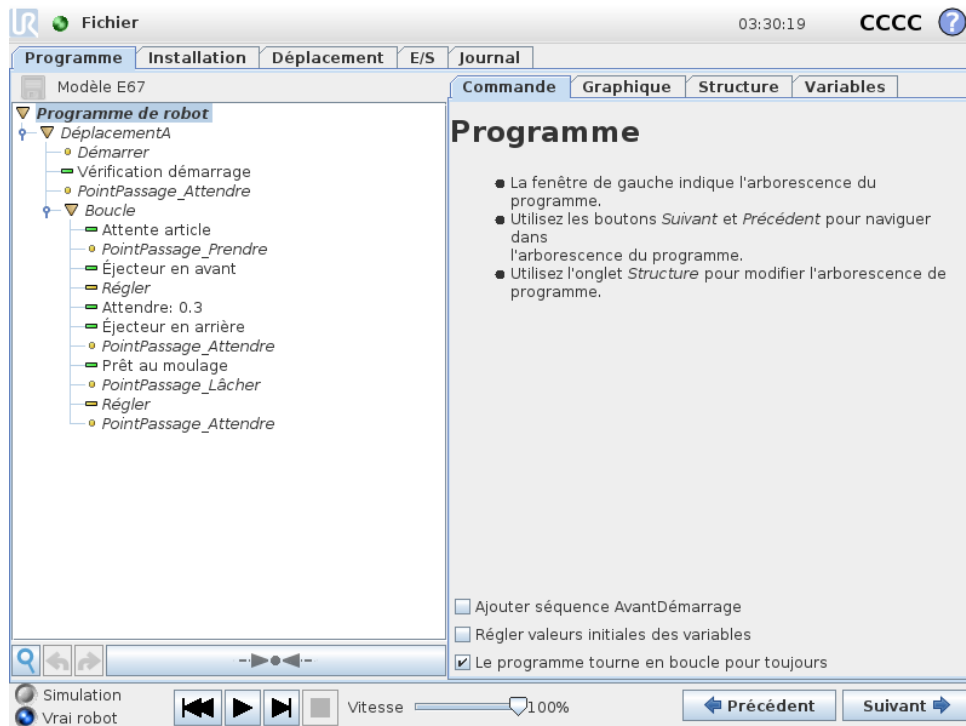 UR Fichier 03:30:19 CCCC ?
Programme Installation Déplacement E/S Journal
Modèle E67
Commande Graphique Structure Variables
Programme de robot
DéplacementA
Démarrer
Vérification démarrage
PointPassage_Attendre
Boucle
Attente article
PointPassage_Prendre
Éjecteur en avant
Régler
Attendre: 0.3
Éjecteur en arrière
PointPassage_Attendre
Prêt au moulage
PointPassage_Lâcher
Régler
PointPassage_Attendre
Programme
La fenêtre de gauche indique l'arborescence du
programme.
Utilisez les boutons Suivant et Précédent pour naviguer
dans
l'arborescence du programme.
Utilisez l'onglet Structure pour modifier l'arborescence de
programme.
Ajouter séquence AvantDémarrage
Régler valeurs initiales des variables
Le programme tourne en boucle pour toujours
Simulation
Vrai robot
Vitesse 100%
Précédent
Suivant